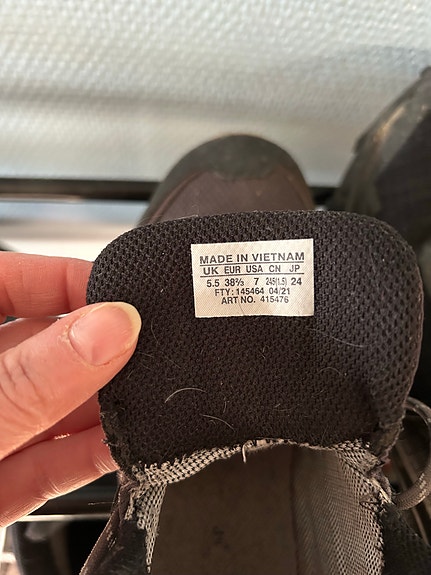 MADE IN VIETNAM
UK EUR USA CN JP
5.5 38⅔ 7 245(1.5) 24
FTY: 145464 04/21
ART NO. 415476